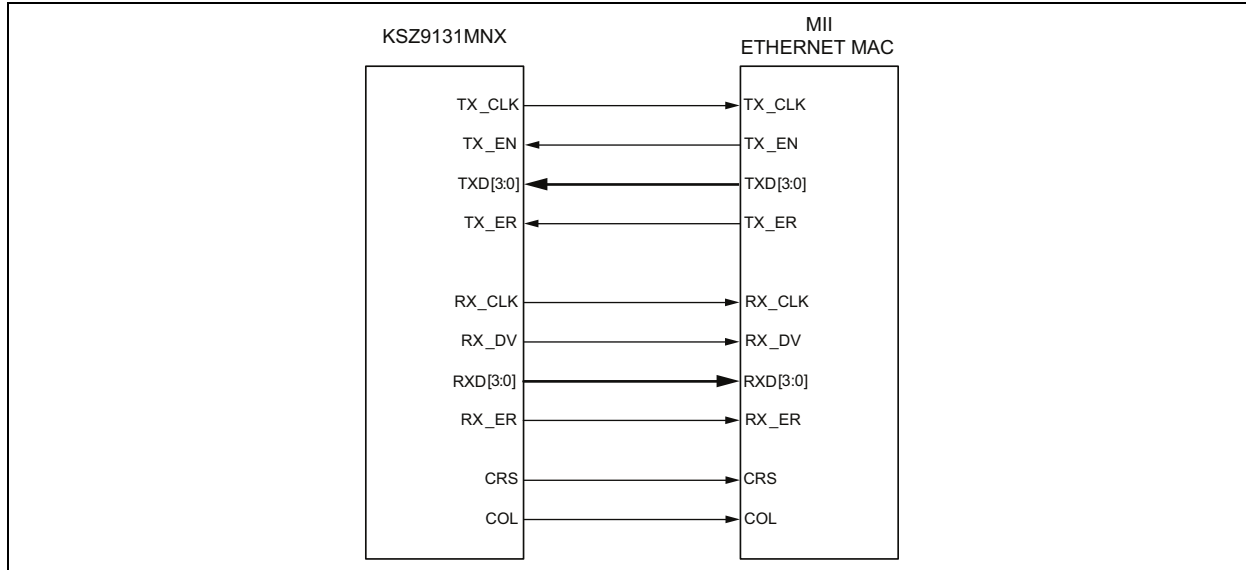 KSZ9131MNX
MII
ETHERNET MAC
TX_CLK TX_CLK
TX_EN TX_EN
TXD[3:0] TXD[3:0]
TX_ER TX_ER
RX_CLK RX_CLK
RX_DV RX_DV
RXD[3:0] RXD[3:0]
RX_ER RX_ER
CRS CRS
COL COL